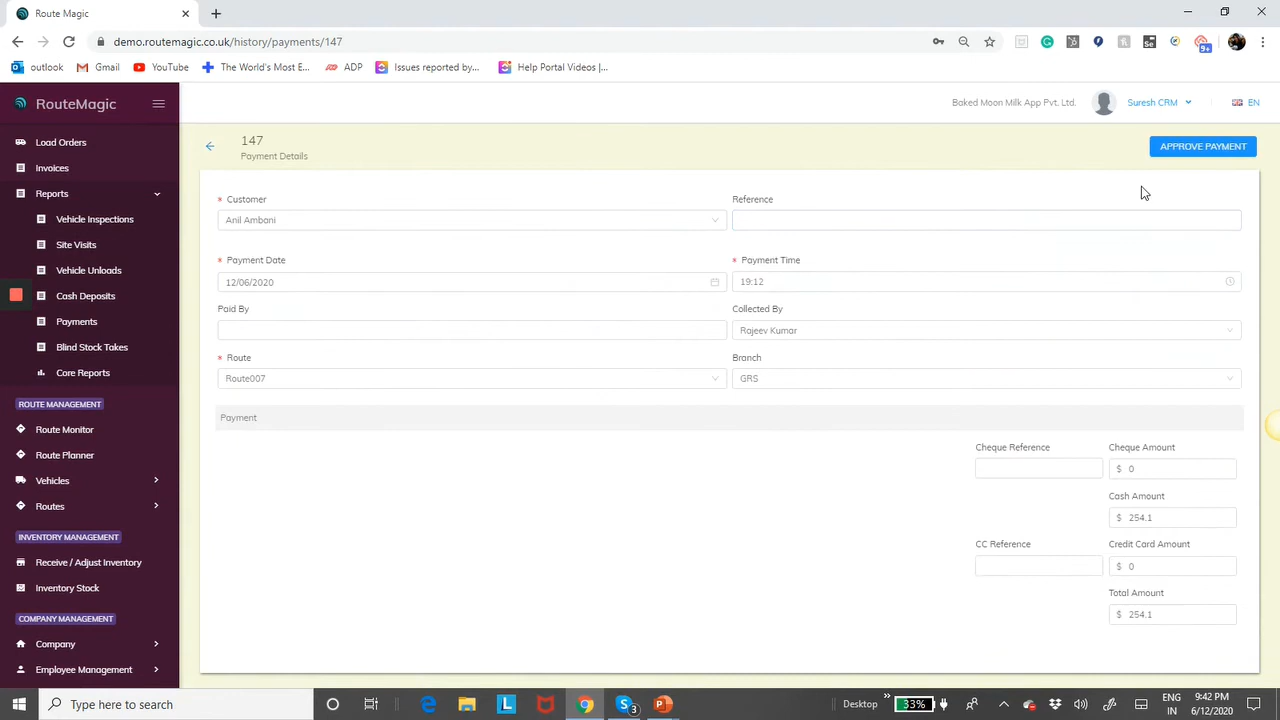 Route Magic
demo.routemagic.co.uk/history/payments/147
9+
outlook
Gmail
YouTube
The World's Most E...
ADP
Issues reported by...
Help Portal Videos |...
RouteMagic
Baked Moon Milk App Pvt. Ltd.
Suresh CRM
EN
Load Orders
Invoices
Reports
Vehicle Inspections
Site Visits
Vehicle Unloads
Cash Deposits
Payments
Blind Stock Takes
Core Reports
ROUTE MANAGEMENT
Route Monitor
Route Planner
Vehicles
Routes
INVENTORY MANAGEMENT
Receive / Adjust Inventory
Inventory Stock
COMPANY MANAGEMENT
Company
Employee Management
147
Payment Details
APPROVE PAYMENT
* Customer
Anil Ambani
Reference
* Payment Date
12/06/2020
* Payment Time
19:12
Paid By
Collected By
Rajeev Kumar
* Route
Route007
Branch
GRS
Payment
Cheque Reference
Cheque Amount
$ 0
Cash Amount
$ 254.1
CC Reference
Credit Card Amount
$ 0
Total Amount
$ 254.1
Type here to search
L
S
3
Desktop
33%
ENG
IN
9:42 PM
6/12/2020